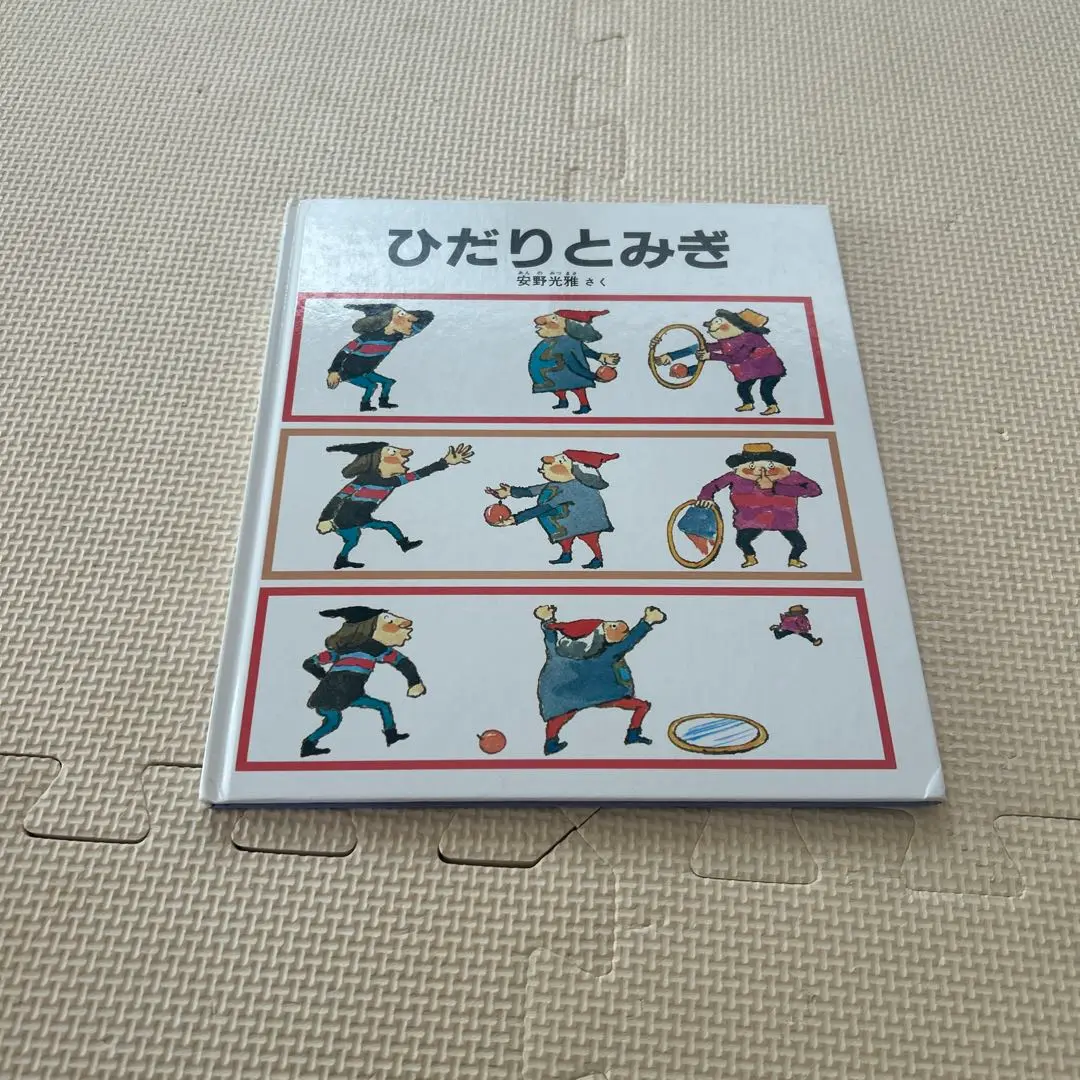 ひだりとみぎ
あんのみつまさ
安野光雅 さく